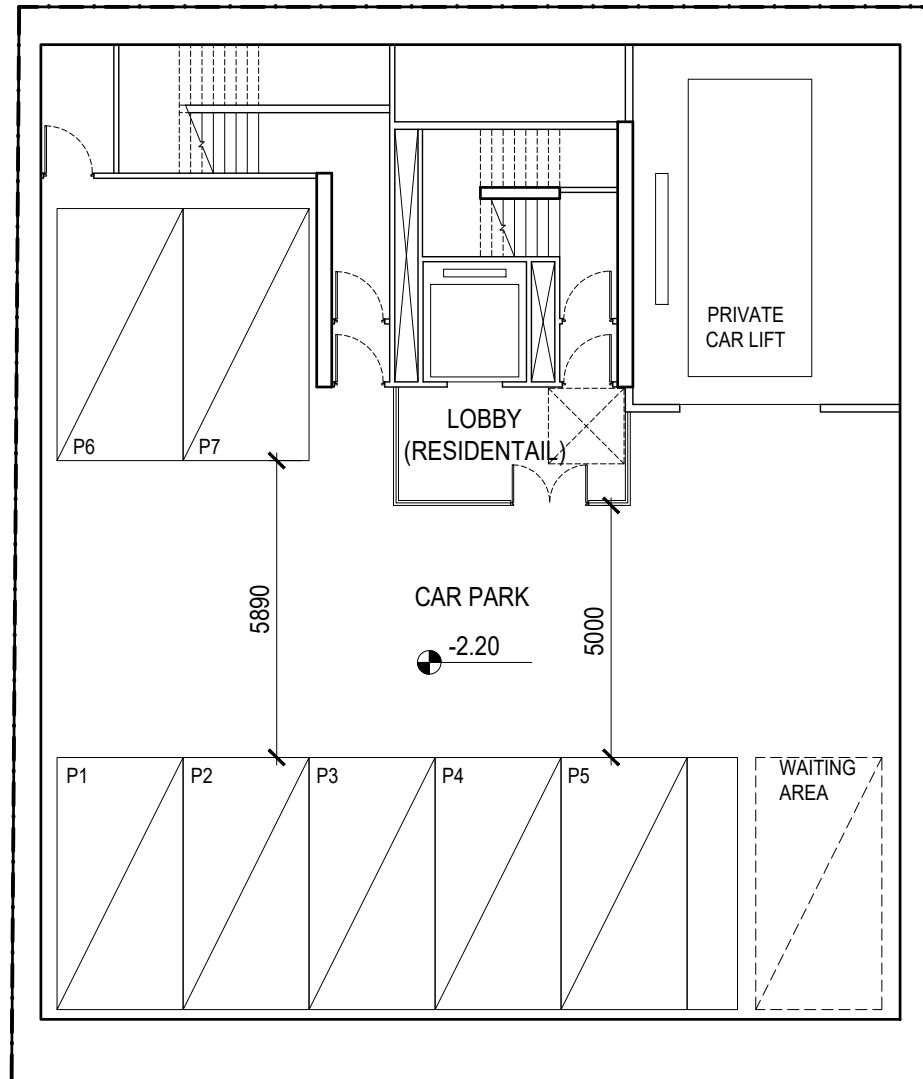 PRIVATE
CAR LIFT
LOBBY
(RESIDENTAIL)
P6
P7
5890
CAR PARK
5000
-2.20
P1
P2
P3
P4
P5
WAITING
AREA